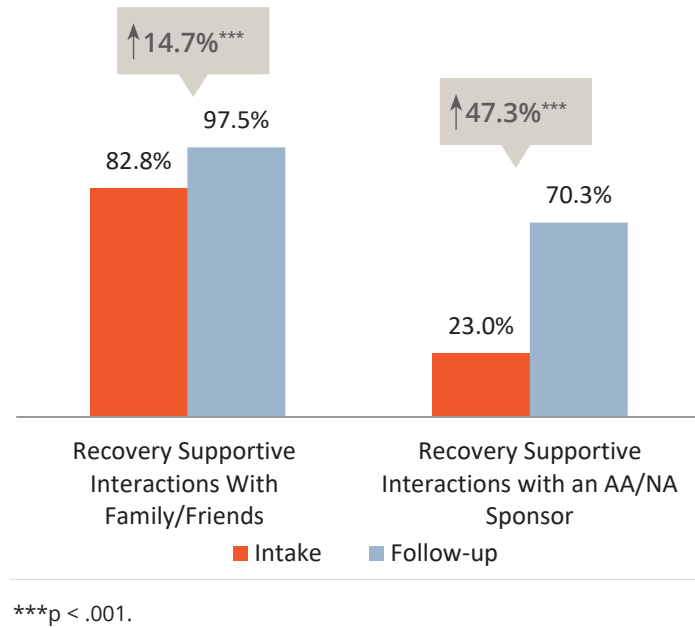 ↑14.7%***
97.5%
82.8%
↑47.3%***
70.3%
23.0%
Recovery Supportive
Interactions With
Family/Friends
Recovery Supportive
Interactions with an AA/NA
Sponsor
Intake
Follow-up
***p < .001.